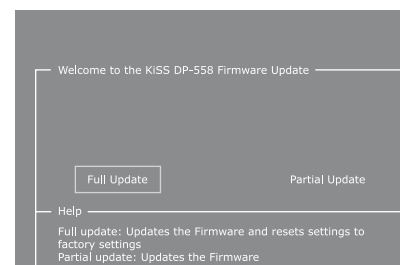 Welcome to the KiSS DP-558 Firmware Update
Full Update
Partial Update
Help
Full update: Updates the Firmware and resets settings to
factory settings
Partial update: Updates the Firmware